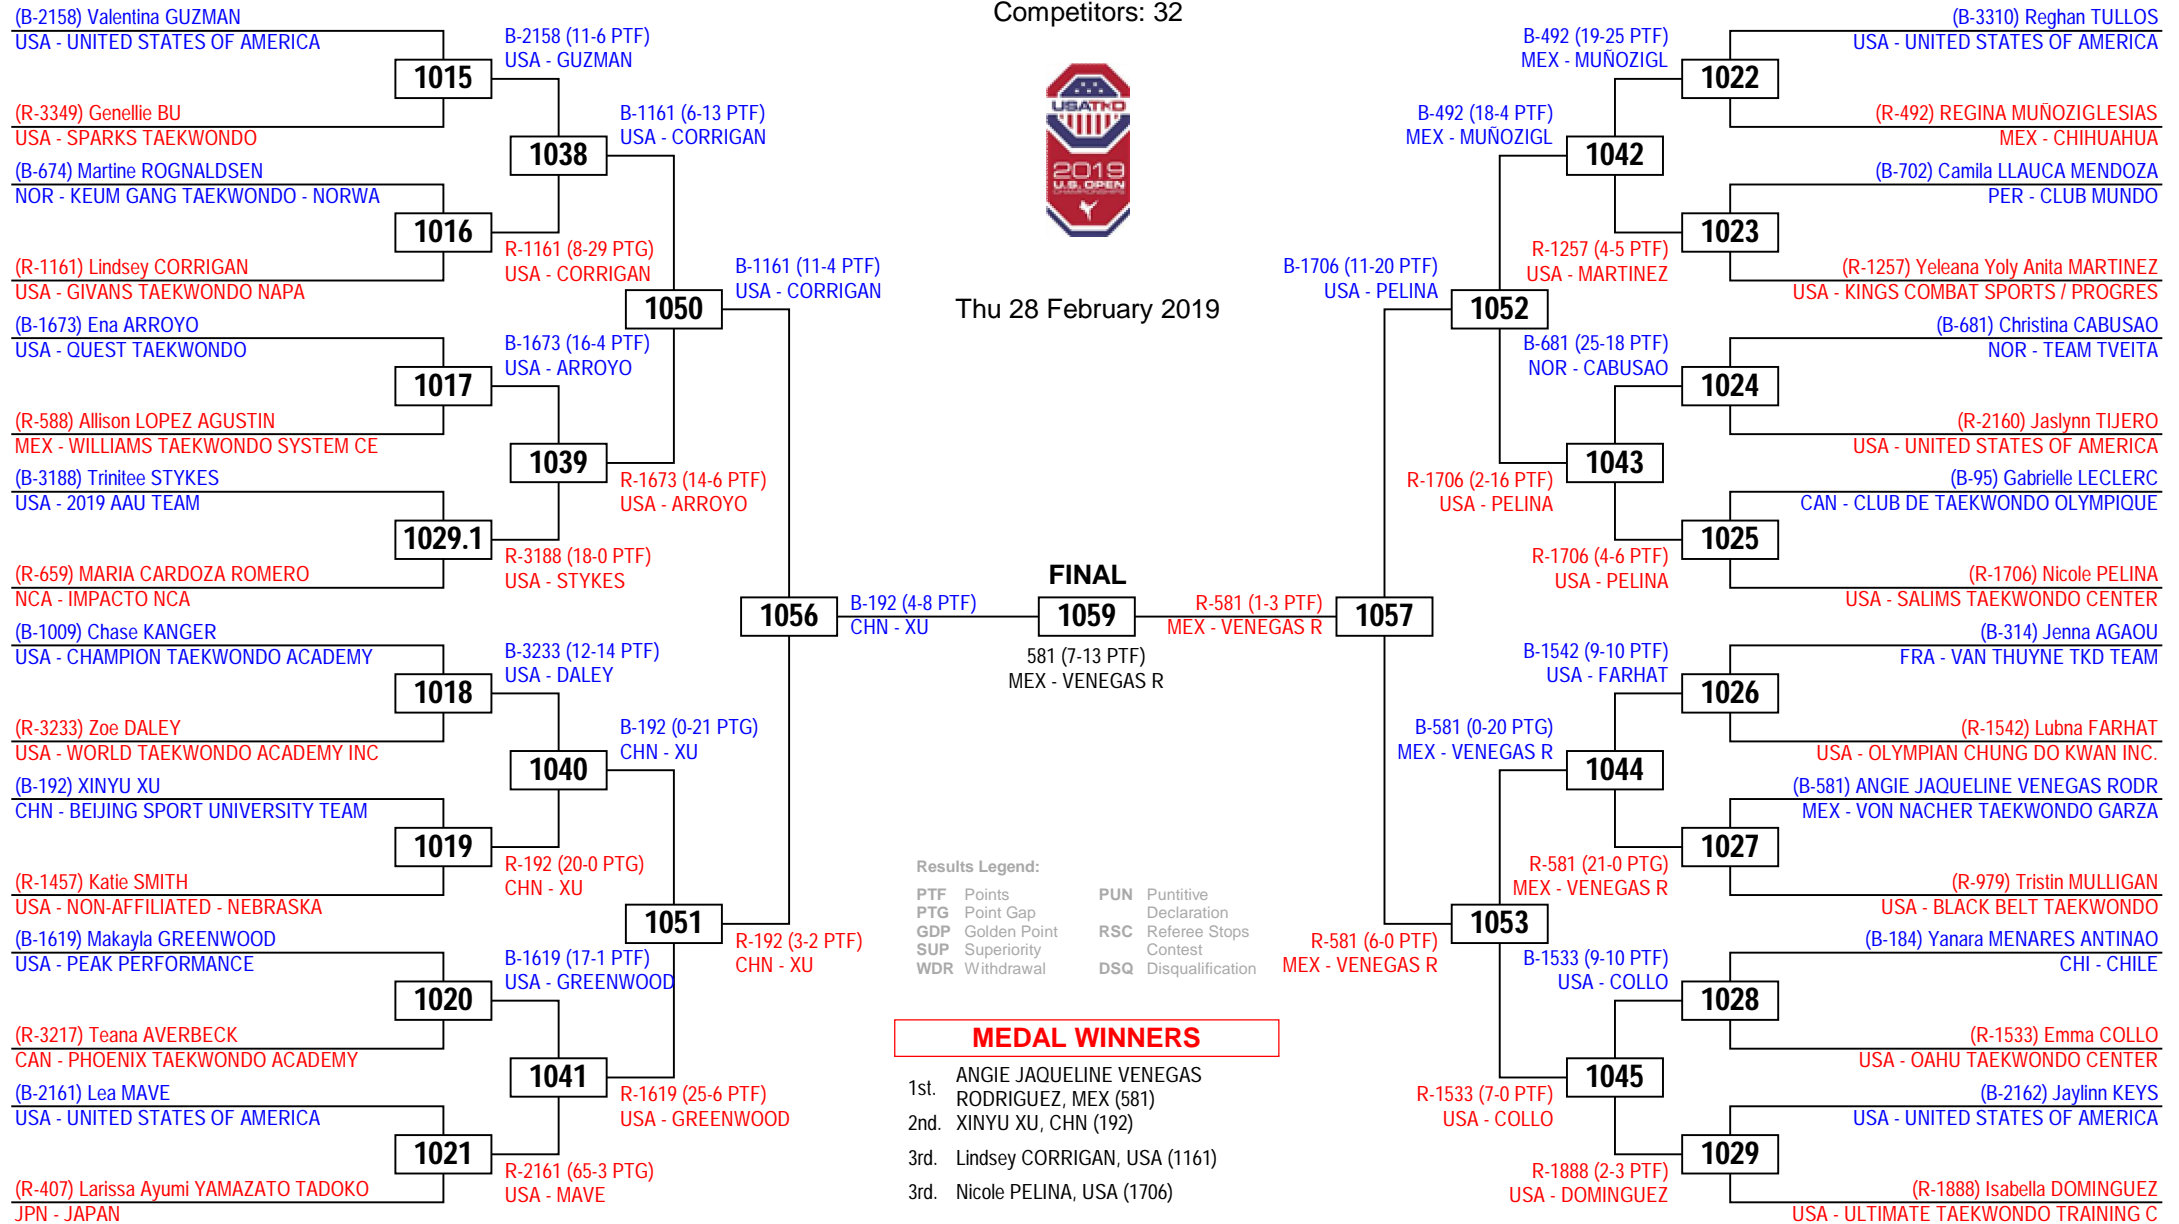 Competitors: 32
USATKD
2019
U.S. OPEN
CHAMPIONSHIPS
Thu 28 February 2019
(B-2158) Valentina GUZMAN
USA - UNITED STATES OF AMERICA
1015
(R-3349) Genellie BU
USA - SPARKS TAEKWONDO
(B-674) Martine ROGNALDSEN
NOR - KEUM GANG TAEKWONDO - NORWA
1016
(R-1161) Lindsey CORRIGAN
USA - GIVANS TAEKWONDO NAPA
(B-1673) Ena ARROYO
USA - QUEST TAEKWONDO
1017
(R-588) Allison LOPEZ AGUSTIN
MEX - WILLIAMS TAEKWONDO SYSTEM CE
(B-3188) Trinitee STYKES
USA - 2019 AAU TEAM
1029.1
(R-659) MARIA CARDOZA ROMERO
NCA - IMPACTO NCA
(B-1009) Chase KANGER
USA - CHAMPION TAEKWONDO ACADEMY
1018
(R-3233) Zoe DALEY
USA - WORLD TAEKWONDO ACADEMY INC
(B-192) XINYU XU
CHN - BEIJING SPORT UNIVERSITY TEAM
1019
(R-1457) Katie SMITH
USA - NON-AFFILIATED - NEBRASKA
(B-1619) Makayla GREENWOOD
USA - PEAK PERFORMANCE
1020
(R-3217) Teana AVERBECK
CAN - PHOENIX TAEKWONDO ACADEMY
(B-2161) Lea MAVE
USA - UNITED STATES OF AMERICA
1021
(R-407) Larissa Ayumi YAMAZATO TADOKO
JPN - JAPAN
B-2158 (11-6 PTF)
USA - GUZMAN
1038
R-1161 (8-29 PTG)
USA - CORRIGAN
B-1673 (16-4 PTF)
USA - ARROYO
1039
R-3188 (18-0 PTF)
USA - STYKES
B-3233 (12-14 PTF)
USA - DALEY
1040
R-192 (20-0 PTG)
CHN - XU
B-1619 (17-1 PTF)
USA - GREENWOOD
1041
R-2161 (65-3 PTG)
USA - MAVE
B-1161 (6-13 PTF)
USA - CORRIGAN
1050
R-1673 (14-6 PTF)
USA - ARROYO
B-192 (0-21 PTG)
CHN - XU
1051
R-1619 (25-6 PTF)
USA - GREENWOOD
B-1161 (11-4 PTF)
USA - CORRIGAN
1056
R-192 (3-2 PTF)
CHN - XU
B-192 (4-8 PTF)
CHN - XU
FINAL
1059
581 (7-13 PTF)
MEX - VENEGAS R
R-581 (1-3 PTF)
MEX - VENEGAS R
1057
B-1706 (11-20 PTF)
USA - PELINA
1052
R-581 (6-0 PTF)
MEX - VENEGAS R
1053
B-492 (18-4 PTF)
MEX - MUÑOZIGL
1042
R-1706 (2-16 PTF)
USA - PELINA
1043
B-581 (0-20 PTG)
MEX - VENEGAS R
1044
R-1533 (7-0 PTF)
USA - COLLO
1045
B-492 (19-25 PTF)
MEX - MUÑOZIGL
R-1257 (4-5 PTF)
USA - MARTINEZ
B-681 (25-18 PTF)
NOR - CABUSAO
R-1706 (4-6 PTF)
USA - PELINA
B-1542 (9-10 PTF)
USA - FARHAT
R-581 (21-0 PTG)
MEX - VENEGAS R
B-1533 (9-10 PTF)
USA - COLLO
R-1888 (2-3 PTF)
USA - DOMINGUEZ
(B-3310) Reghan TULLOS
USA - UNITED STATES OF AMERICA
1022
(R-492) REGINA MUÑOZIGLESIAS
MEX - CHIHUAHUA
(B-702) Camila LLAUCA MENDOZA
PER - CLUB MUNDO
1023
(R-1257) Yeleana Yoly Anita MARTINEZ
USA - KINGS COMBAT SPORTS / PROGRES
(B-681) Christina CABUSAO
NOR - TEAM TVEITA
1024
(R-2160) Jaslynn TIJERO
USA - UNITED STATES OF AMERICA
(B-95) Gabrielle LECLERC
CAN - CLUB DE TAEKWONDO OLYMPIQUE
1025
(R-1706) Nicole PELINA
USA - SALIMS TAEKWONDO CENTER
(B-314) Jenna AGAOU
FRA - VAN THUYNE TKD TEAM
1026
(R-1542) Lubna FARHAT
USA - OLYMPIAN CHUNG DO KWAN INC.
(B-581) ANGIE JAQUELINE VENEGAS RODR
MEX - VON NACHER TAEKWONDO GARZA
1027
(R-979) Tristin MULLIGAN
USA - BLACK BELT TAEKWONDO
(B-184) Yanara MENARES ANTINAO
CHI - CHILE
1028
(R-1533) Emma COLLO
USA - OAHU TAEKWONDO CENTER
(B-2162) Jaylinn KEYS
USA - UNITED STATES OF AMERICA
1029
(R-1888) Isabella DOMINGUEZ
USA - ULTIMATE TAEKWONDO TRAINING C
Results Legend:
PTF Points
PTG Point Gap
GDP Golden Point
SUP Superiority
WDR Withdrawal
PUN Puntitive
Declaration
RSC Referee Stops
Contest
DSQ Disqualification
MEDAL WINNERS
1st. ANGIE JAQUELINE VENEGAS
RODRIGUEZ, MEX (581)
2nd. XINYU XU, CHN (192)
3rd. Lindsey CORRIGAN, USA (1161)
3rd. Nicole PELINA, USA (1706)